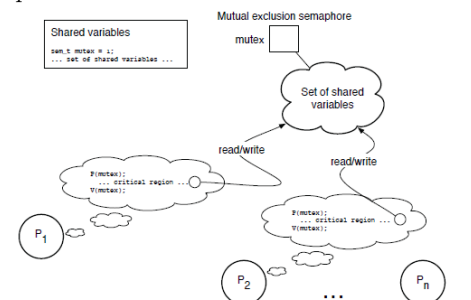 Mutual exclusion semaphore
Shared variables
mutex
sem_t mutex = 1;
... set of shared variables ...
Set of shared
variables
read/write
read/write
P(mutex);
... critical region ...
V(mutex);
P(mutex);
... critical region ...
V(mutex);
P1
P2
...
Pn